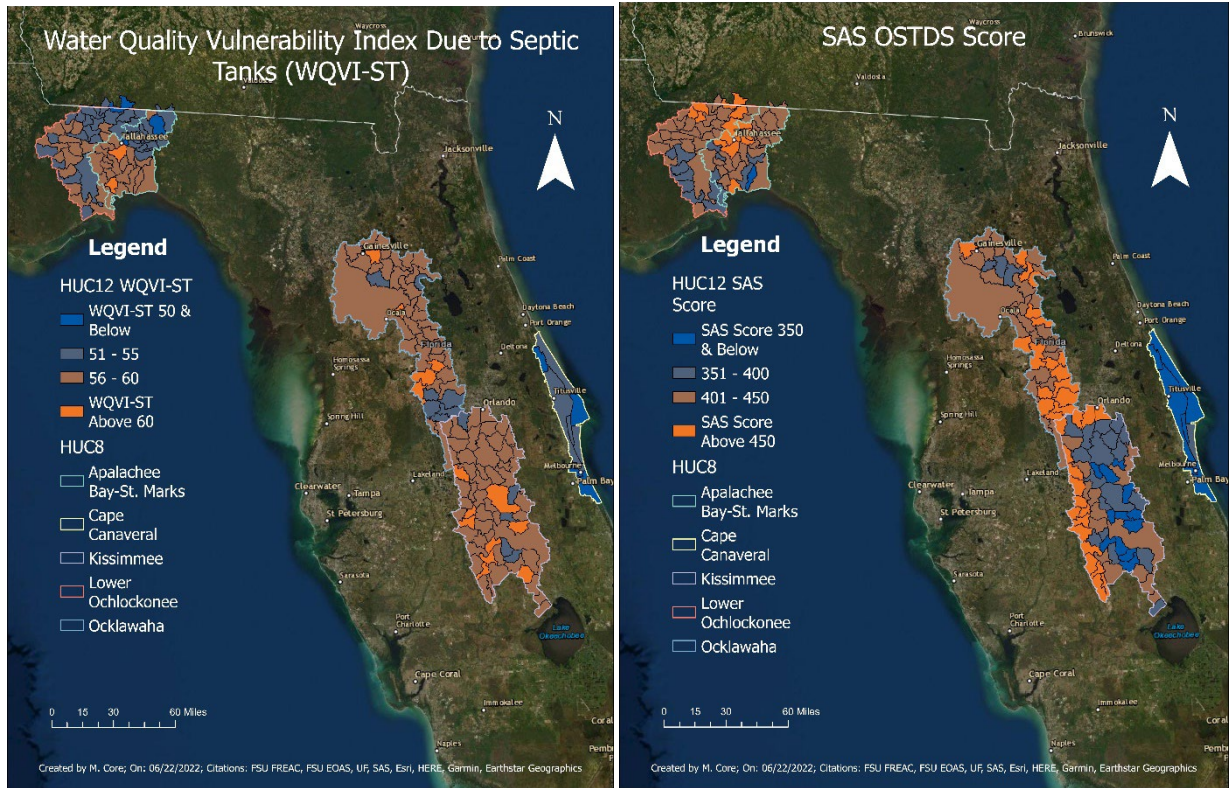 Water Quality Vulnerability Index Due to Septic
Tanks (WQVI-ST)
Waycross
Valdosta
Tallahassee
Jacksonville
N
Legend
HUC12 WQVI-ST
WQVI-ST 50 &
Below
51 - 55
56 - 60
WQVI-ST
Above 60
HUC8
Apalachee
Bay-St. Marks
Cape
Canaveral
Kissimmee
Lower
Ochlockonee
Ocklawaha
Gainesville
Palm Coast
Ocala
Daytona Beach
Port Orange
Florida
Deltona
Homosassa
Springs
Titusville
Spring Hill
Orlando
Lakeland
Melbourne
Palm Bay
Clearwater
Tampa
St Petersburg
Sarasota
Port
Charlotte
Lake
Okeechobee
Cape Coral
Immokalee
Naples
Coral
Pembr
0 15 30 60 Miles
Created by M. Core; On: 06/22/2022; Citations: FSU FREAC, FSU EOAS, UF, SAS, Esri, HERE, Garmin, Earthstar Geographics
SAS OSTDS Score
Waycross
Brunswick
Valdosta
Tallahassee
Jacksonville
N
Legend
HUC12 SAS
Score
SAS Score 350
& Below
351 - 400
401 - 450
SAS Score
Above 450
HUC8
Apalachee
Bay-St. Marks
Cape
Canaveral
Kissimmee
Lower
Ochlockonee
Ocklawaha
Gainesville
Palm Coast
Ocala
Daytona Beach
Port Orange
Florida
Deltona
Homosassa
Springs
Titusville
Spring Hill
Orlando
Lakeland
Melbourne
Palm Bay
Clearwater
Tampa
St Petersburg
Sarasota
Port
Charlotte
Lake
Okeechobee
Cape Coral
Immokalee
Naples
Coral
Pembr
0 15 30 60 Miles
Created by M. Core; On: 06/22/2022; Citations: FSU FREAC, FSU EOAS, UF, SAS, Esri, HERE, Garmin, Earthstar Geographics